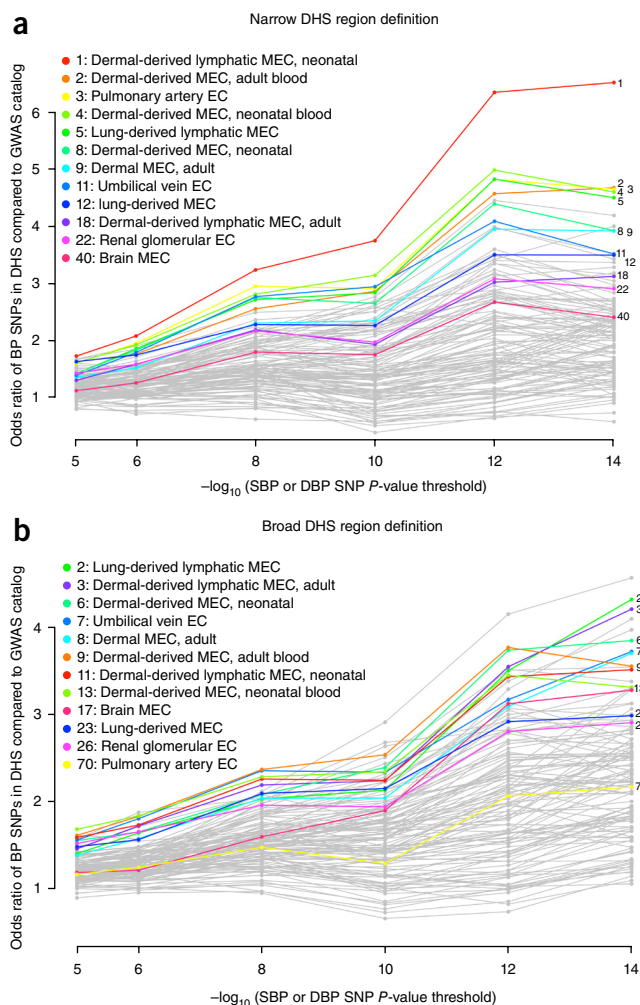 a
Narrow DHS region definition
1: Dermal-derived lymphatic MEC, neonatal
2: Dermal-derived MEC, adult blood
3: Pulmonary artery EC
4: Dermal-derived MEC, neonatal blood
5: Lung-derived lymphatic MEC
8: Dermal-derived MEC, neonatal
9: Dermal MEC, adult
11: Umbilical vein EC
12: lung-derived MEC
18: Dermal-derived lymphatic MEC, adult
22: Renal glomerular EC
40: Brain MEC
Odds ratio of BP SNPs in DHS compared to GWAS catalog
6
5
4
3
2
1
1
2 3
4
5
8 9
11
12
18
22
40
5 6 8 10 12 14
–log10 (SBP or DBP SNP P-value threshold)
b
Broad DHS region definition
2: Lung-derived lymphatic MEC
3: Dermal-derived lymphatic MEC, adult
6: Dermal-derived MEC, neonatal
7: Umbilical vein EC
8: Dermal MEC, adult
9: Dermal-derived MEC, adult blood
11: Dermal-derived lymphatic MEC, neonatal
13: Dermal-derived MEC, neonatal blood
17: Brain MEC
23: Lung-derived MEC
26: Renal glomerular EC
70: Pulmonary artery EC
Odds ratio of BP SNPs in DHS compared to GWAS catalog
4
3
2
1
2
3
6
7
9
13
2
2
7
5 6 8 10 12 14
–log10 (SBP or DBP SNP P-value threshold)